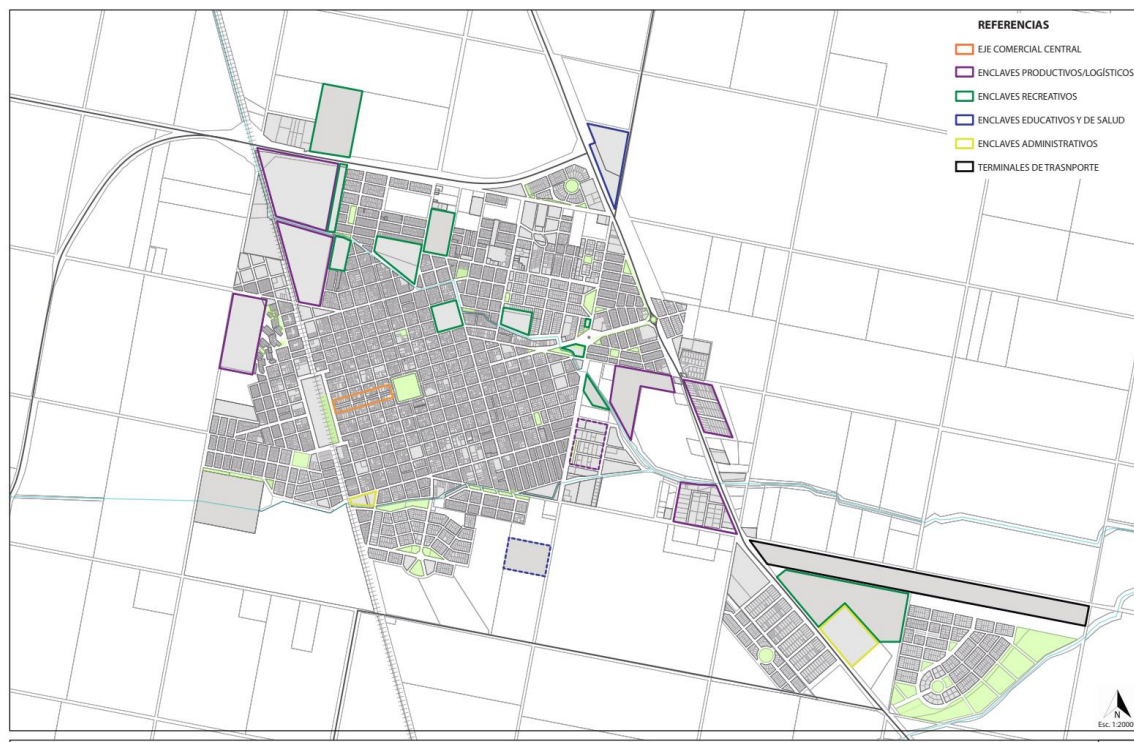 REFERENCIAS
EJE COMERCIAL CENTRAL
ENCLAVES PRODUCTIVOS/LOGÍSTICOS
ENCLAVES RECREATIVOS
ENCLAVES EDUCATIVOS Y DE SALUD
ENCLAVES ADMINISTRATIVOS
TERMINALES DE TRASNPORTE
N
Esc. 1:2000